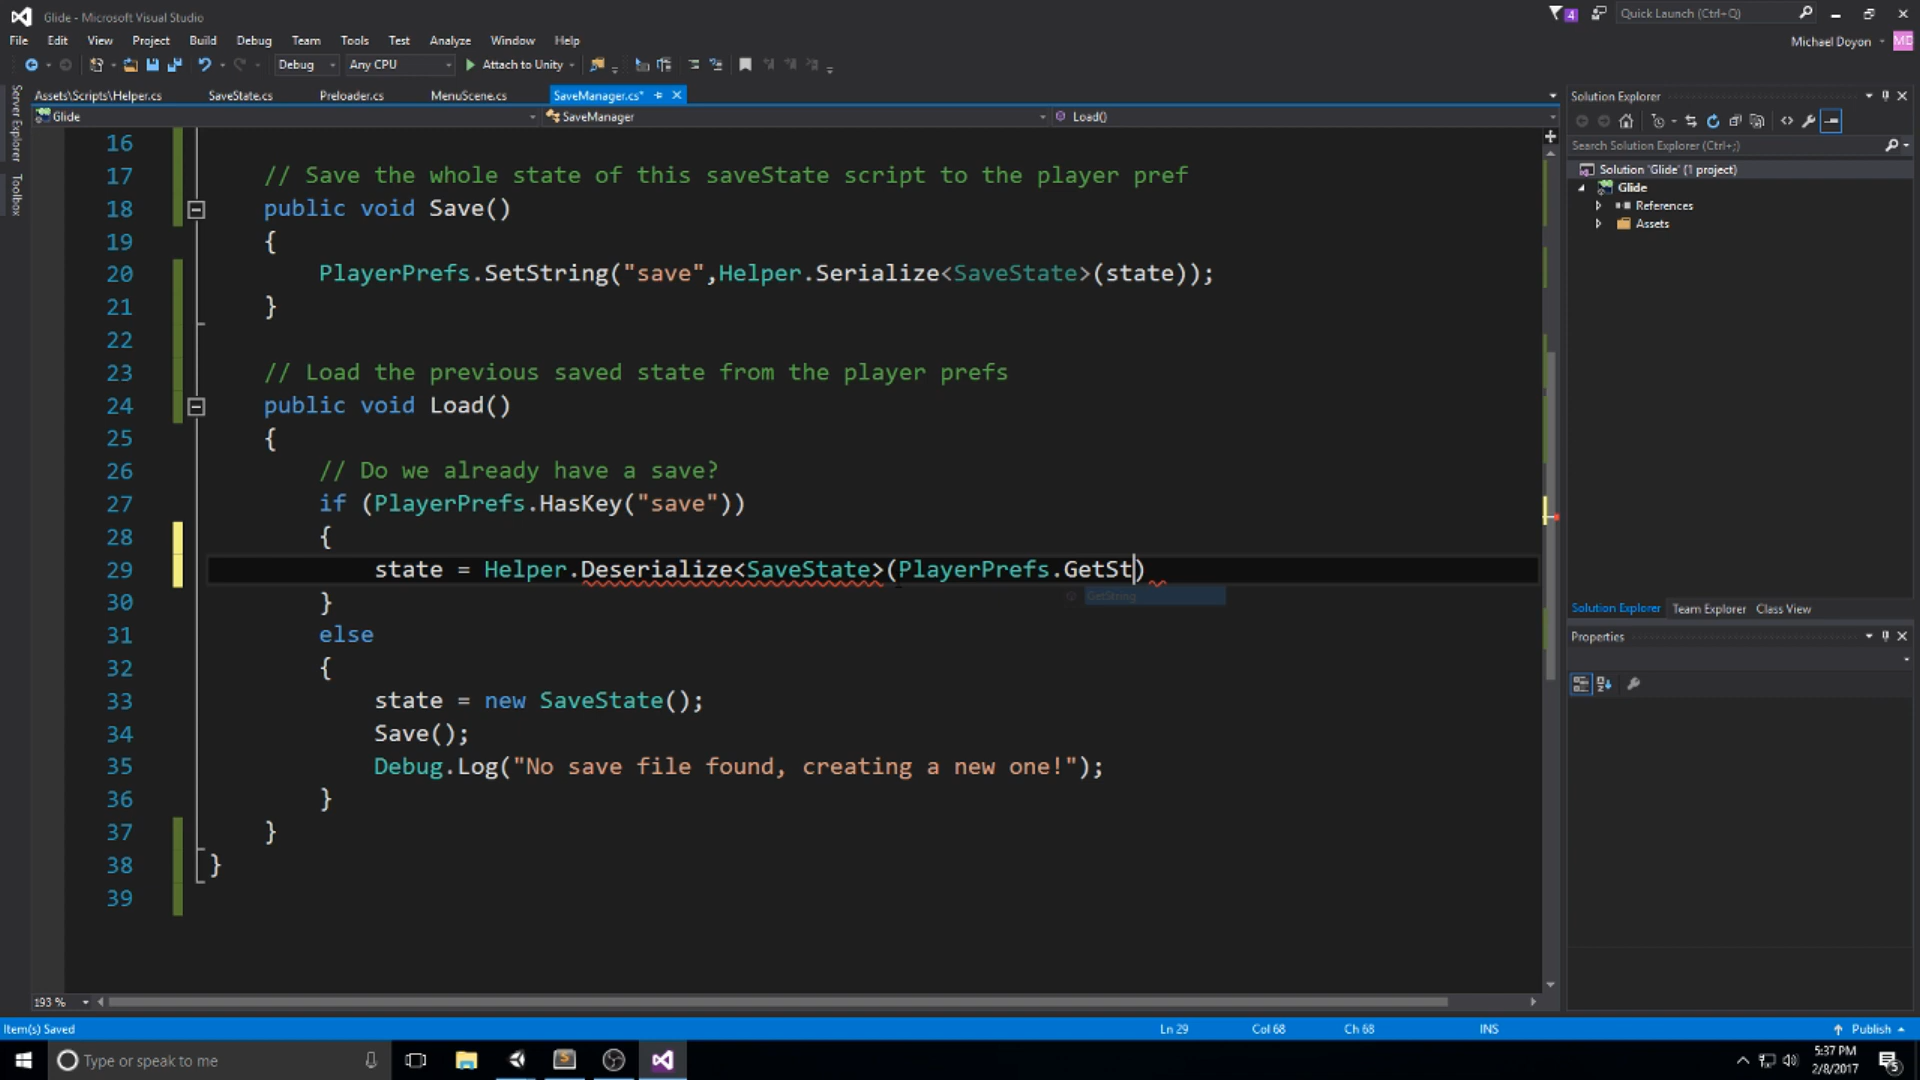 Glide - Microsoft Visual Studio
4
Quick Launch (Ctrl+Q)
File Edit View Project Build Debug Team Tools Test Analyze Window Help
Michael Doyon MD
Debug Any CPU Attach to Unity
Server Explorer
Toolbox
Assets\Scripts\Helper.cs SaveState.cs Preloader.cs MenuScene.cs SaveManager.cs*
Glide SaveManager Load()
16
17 // Save the whole state of this saveState script to the player pref
18 public void Save()
19 {
20 PlayerPrefs.SetString("save",Helper.Serialize<SaveState>(state));
21 }
22
23 // Load the previous saved state from the player prefs
24 public void Load()
25 {
26 // Do we already have a save?
27 if (PlayerPrefs.HasKey("save"))
28 {
29 state = Helper.Deserialize<SaveState>(PlayerPrefs.GetSt)
GetString
30 }
31 else
32 {
33 state = new SaveState();
34 Save();
35 Debug.Log("No save file found, creating a new one!");
36 }
37 }
38 }
39
193 %
Solution Explorer
Search Solution Explorer (Ctrl+;)
Solution 'Glide' (1 project)
Glide
References
Assets
Solution Explorer Team Explorer Class View
Properties
Item(s) Saved Ln 29 Col 68 Ch 68 INS Publish
Type or speak to me
5:37 PM
2/8/2017
5